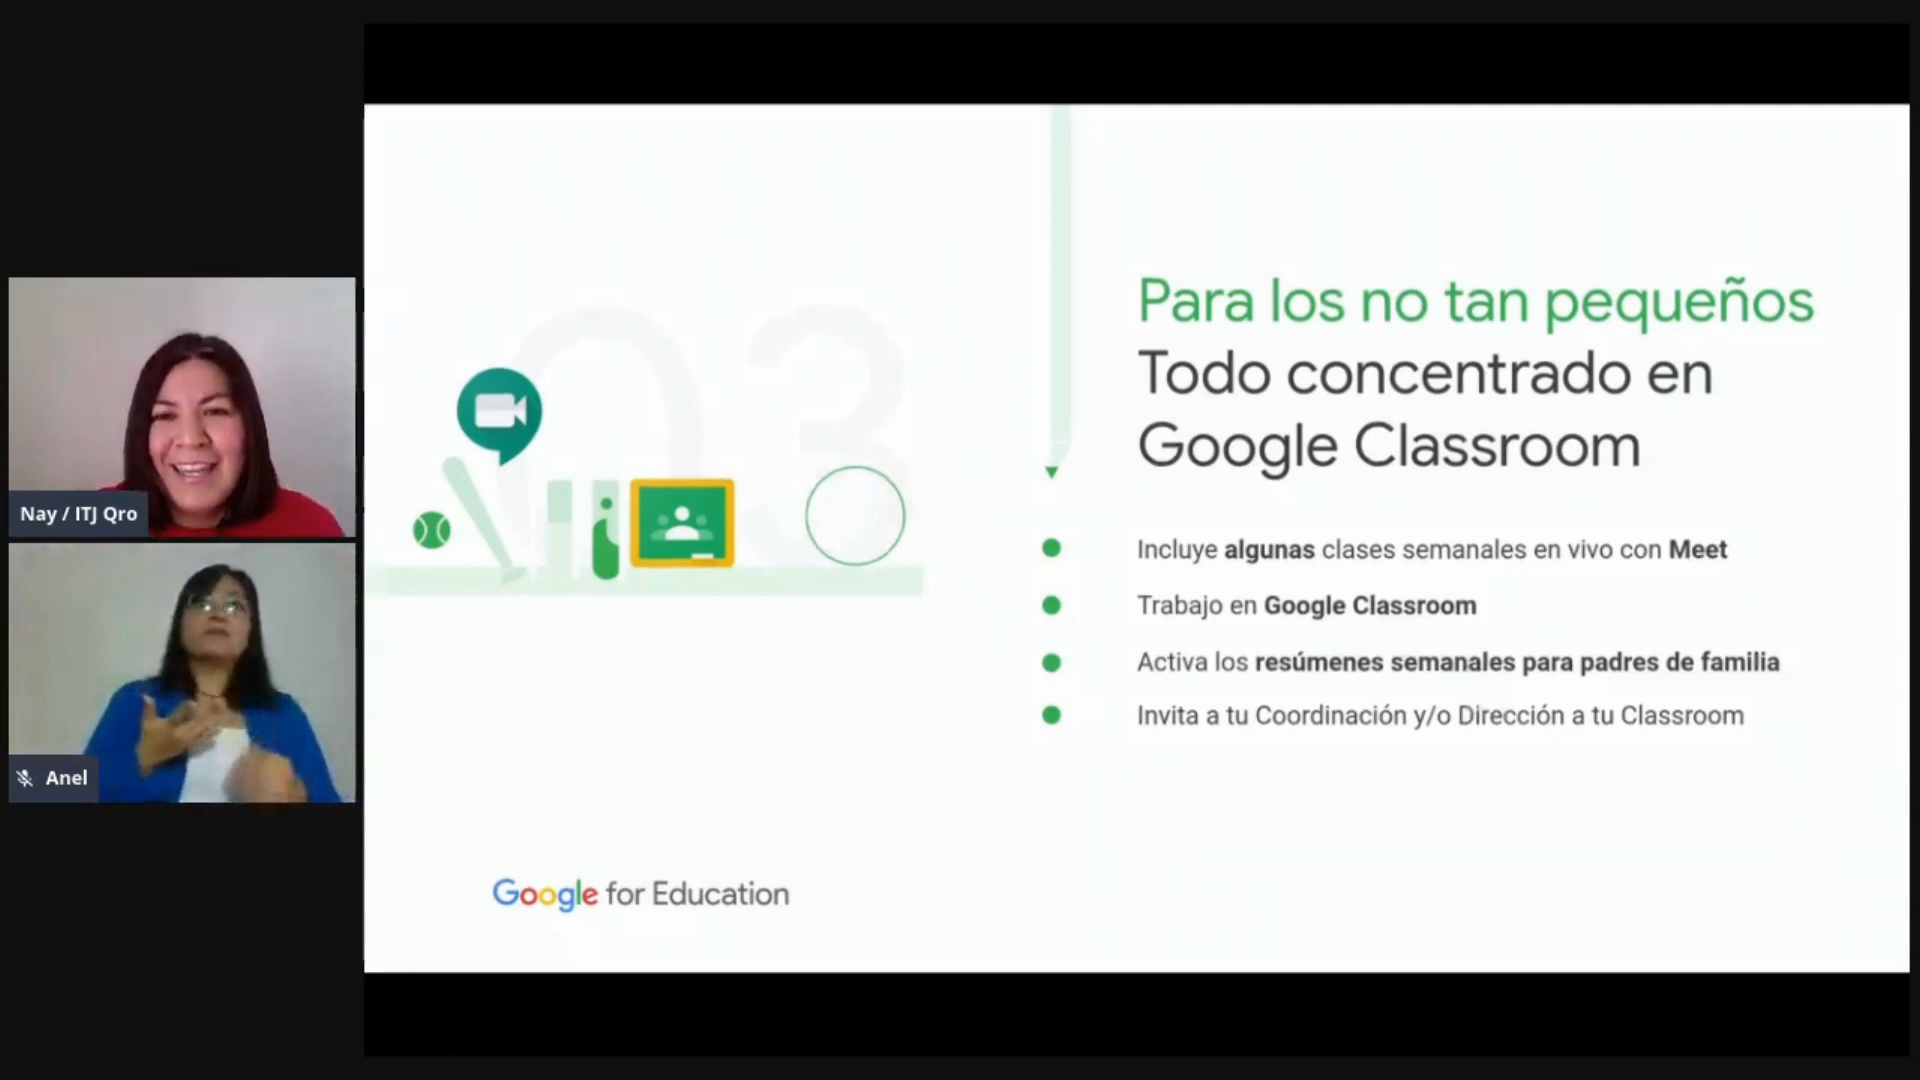 Nay / ITJ Qro
Anel
03
Para los no tan pequeños
Todo concentrado en
Google Classroom
Incluye algunas clases semanales en vivo con Meet
Trabajo en Google Classroom
Activa los resúmenes semanales para padres de familia
Invita a tu Coordinación y/o Dirección a tu Classroom
Google for Education